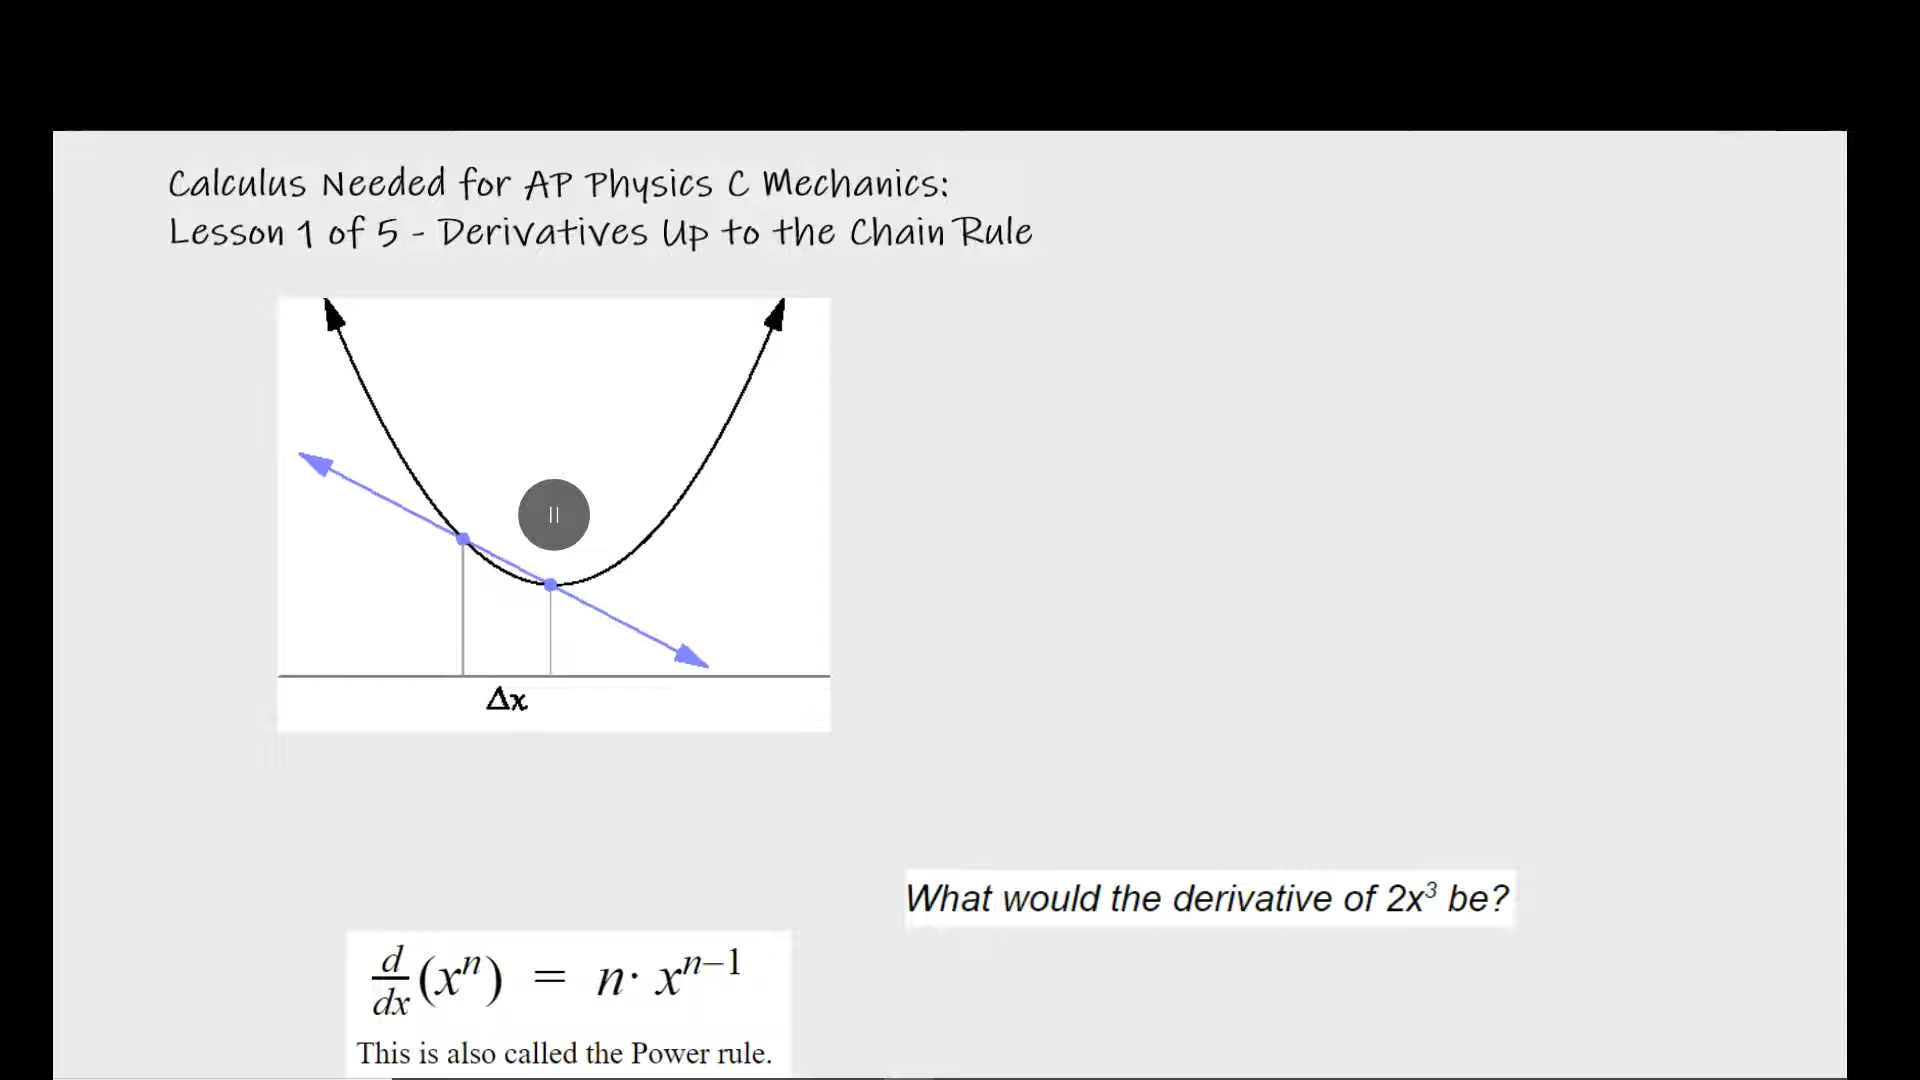 Calculus Needed for AP Physics C Mechanics:
Lesson 1 of 5 - Derivatives Up to the Chain Rule
Δx
What would the derivative of 2x³ be?
d/dx (xⁿ) = n· xⁿ⁻¹
This is also called the Power rule.